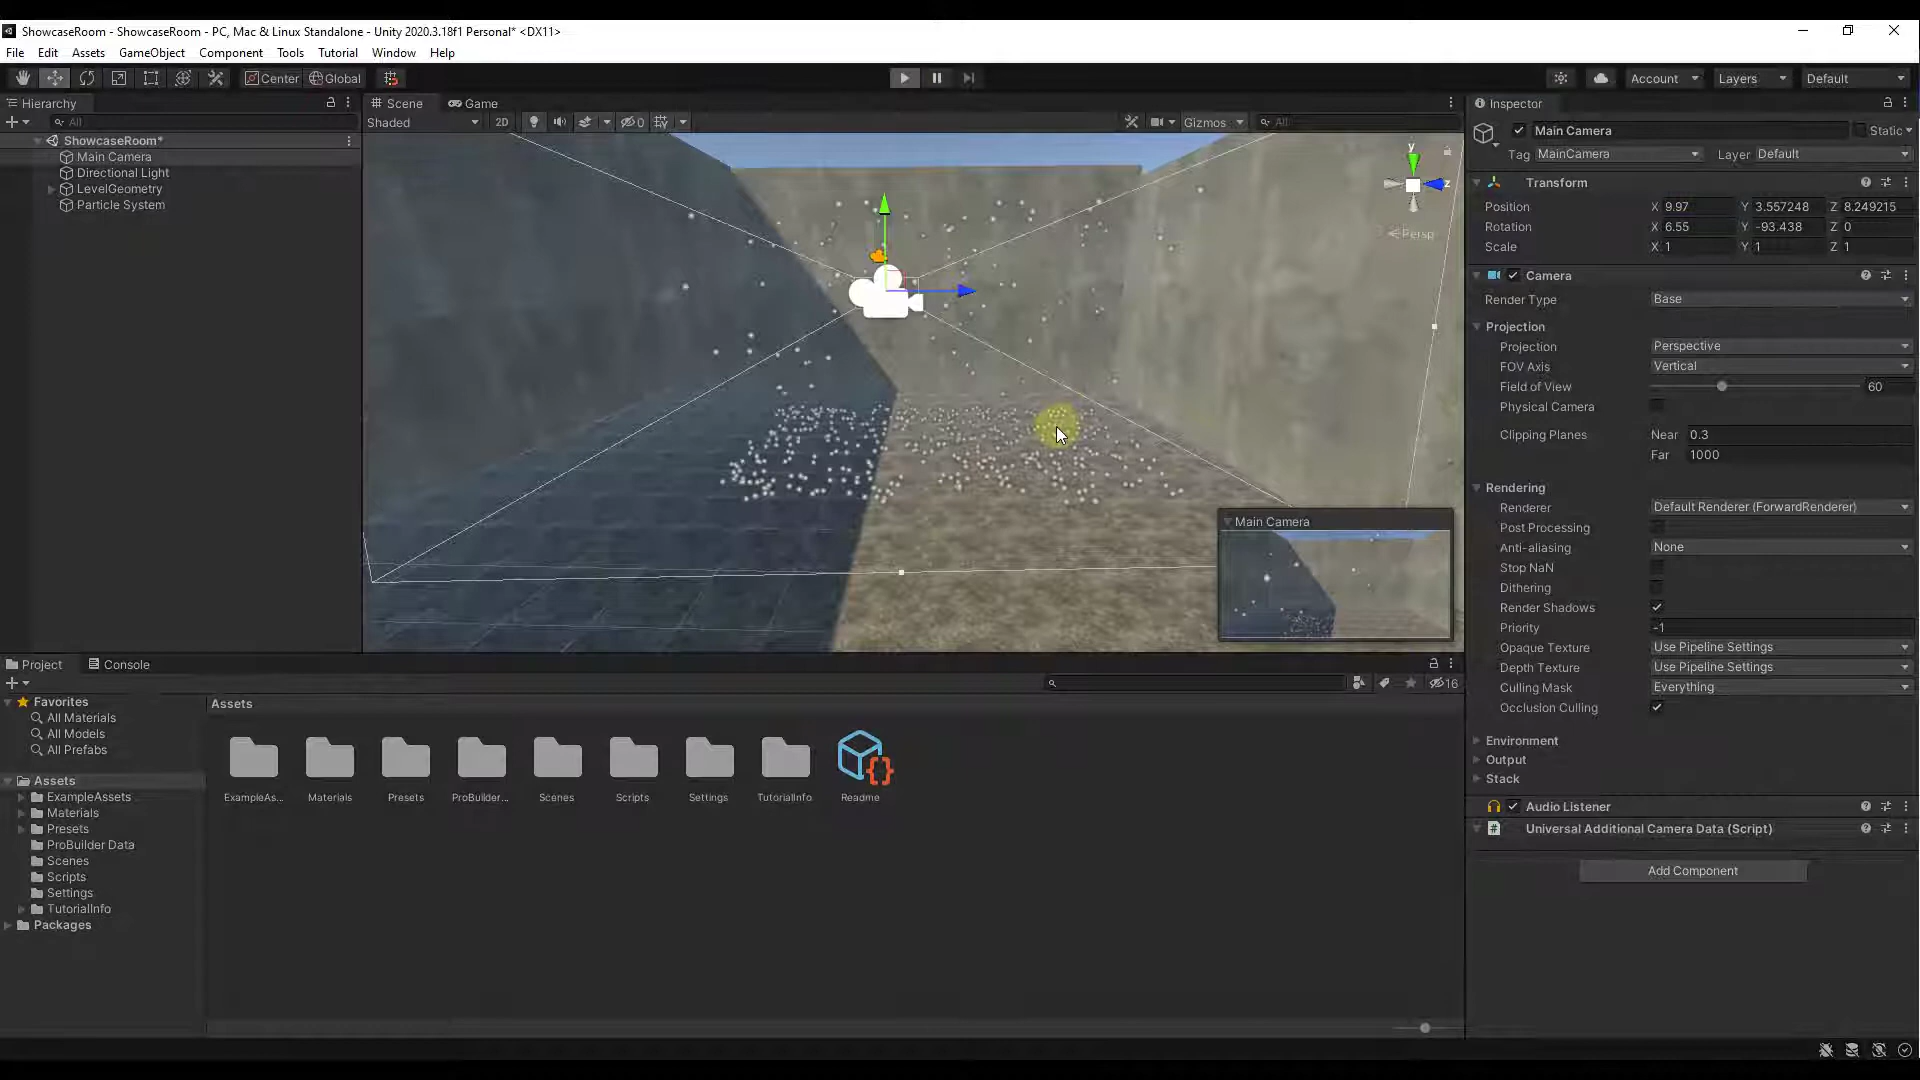 ShowcaseRoom - ShowcaseRoom - PC, Mac & Linux Standalone - Unity 2020.3.18f1 Personal* <DX11>
File Edit Assets GameObject Component Tools Tutorial Window Help
Center Global Account Layers Default
Hierarchy
All
ShowcaseRoom*
Main Camera
Directional Light
LevelGeometry
Particle System
Scene Game
Shaded 2D 0 Gizmos All
y
z
Persp
Main Camera
Inspector
Main Camera Static
Tag MainCamera Layer Default
Transform
Position X 9.97 Y 3.557248 Z 8.249215
Rotation X 6.55 Y -93.438 Z 0
Scale X 1 Y 1 Z 1
Camera
Render Type Base
Projection
Projection Perspective
FOV Axis Vertical
Field of View 60
Physical Camera
Clipping Planes Near 0.3
Far 1000
Rendering
Renderer Default Renderer (ForwardRenderer)
Post Processing
Anti-aliasing None
Stop NaN
Dithering
Render Shadows
Priority -1
Opaque Texture Use Pipeline Settings
Depth Texture Use Pipeline Settings
Culling Mask Everything
Occlusion Culling
Environment
Output
Stack
Audio Listener
# Universal Additional Camera Data (Script)
Add Component
Project Console
16
Favorites
All Materials
All Models
All Prefabs
Assets
ExampleAssets
Materials
Presets
ProBuilder Data
Scenes
Scripts
Settings
TutorialInfo
Packages
Assets
ExampleAs... Materials Presets ProBuilder... Scenes Scripts Settings TutorialInfo Readme